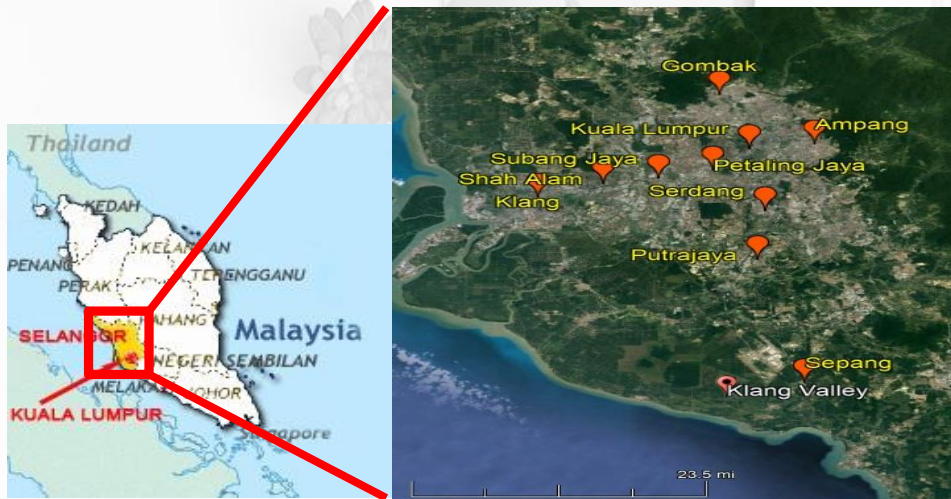 Thailand
KEDAH
KELANTAN
PENANG
TERENGGANU
PERAK
PAHANG
SELANGOR
Malaysia
NEGERI SEMBILAN
MELAKA
JOHOR
KUALA LUMPUR
Singapore
Gombak
Kuala Lumpur
Ampang
Subang Jaya
Petaling Jaya
Shah Alam
Serdang
Klang
Putrajaya
Sepang
Klang Valley
23.5 mi